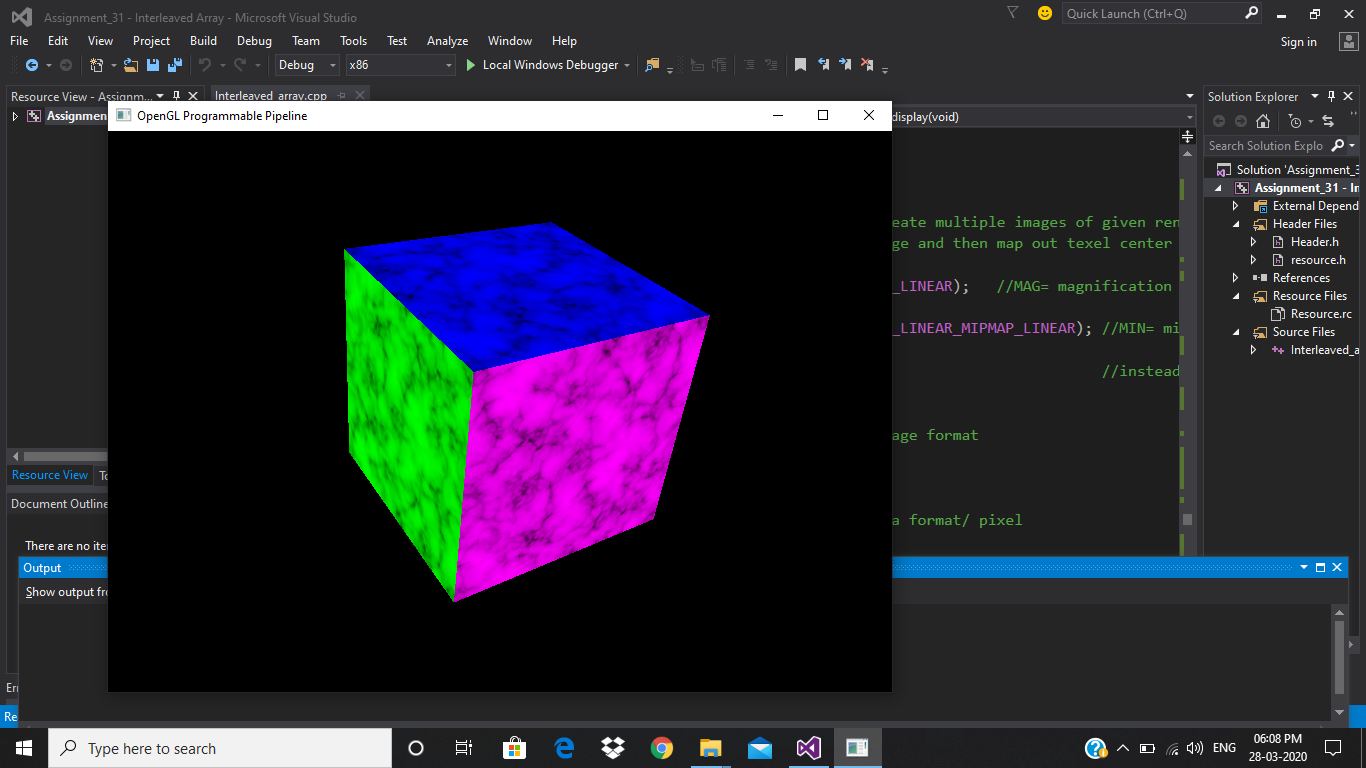 Assignment_31 - Interleaved Array - Microsoft Visual Studio
Quick Launch (Ctrl+Q)
File Edit View Project Build Debug Team Tools Test Analyze Window Help
Sign in
Debug x86 Local Windows Debugger
Resource View - Assignm...
Interleaved_array.cpp
Solution Explorer
Assignment
OpenGL Programmable Pipeline
display(void)
Search Solution Explo
Solution 'Assignment_3
Assignment_31 - In
External Depend
Header Files
Header.h
resource.h
References
Resource Files
Resource.rc
Source Files
Interleaved_a
eate multiple images of given ren
ge and then map out texel center
_LINEAR); //MAG= magnification
_LINEAR_MIPMAP_LINEAR); //MIN= mi
//instead
age format
a format/ pixel
Resource View To
Document Outline
There are no iter
Output
Show output fro
Err
Re
Type here to search
ENG
06:08 PM
28-03-2020